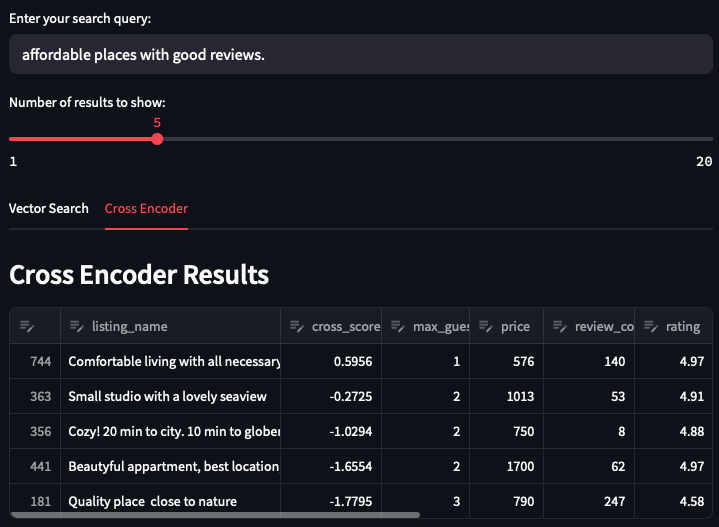 Enter your search query:
affordable places with good reviews.
Number of results to show:
5
1 20
Vector Search Cross Encoder
Cross Encoder Results
listing_name cross_score max_gues price review_co rating
744 Comfortable living with all necessary 0.5956 1 576 140 4.97
363 Small studio with a lovely seaview -0.2725 2 1013 53 4.91
356 Cozy! 20 min to city. 10 min to glober -1.0294 2 750 8 4.88
441 Beautyful appartment, best location -1.6554 2 1700 62 4.97
181 Quality place close to nature -1.7795 3 790 247 4.58